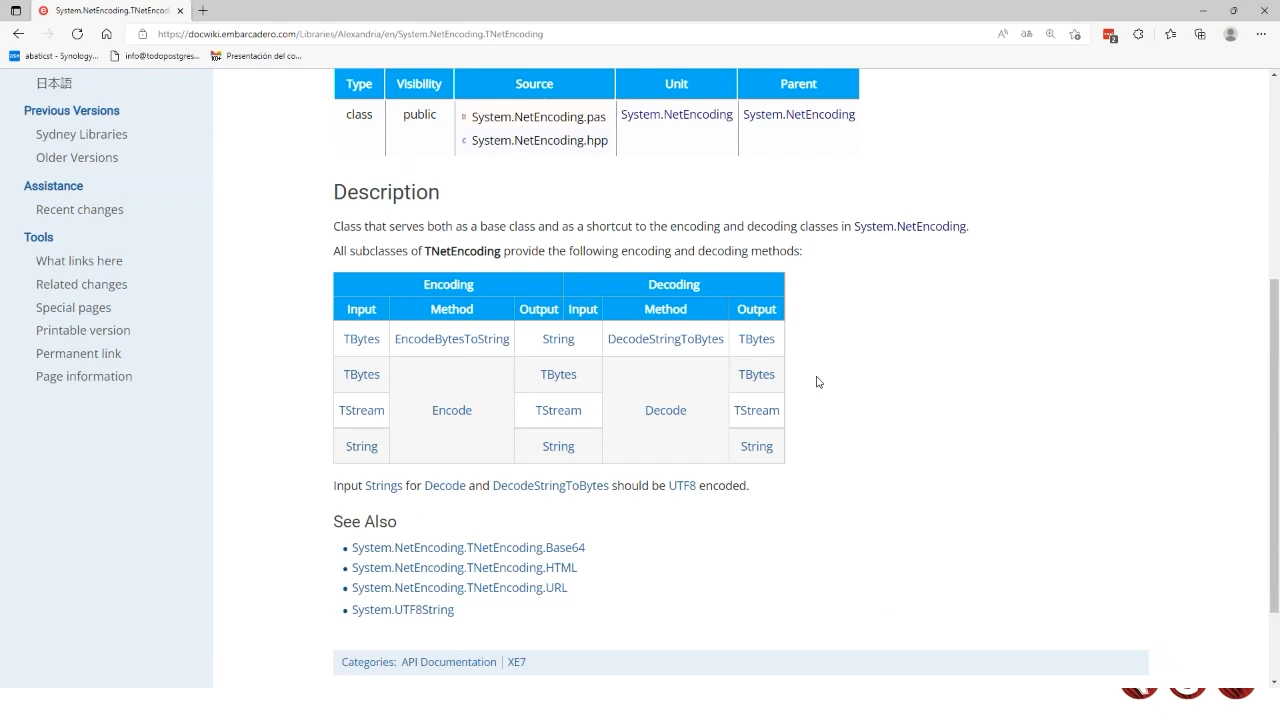 System.NetEncoding.TNetEncod
https://docwiki.embarcadero.com/Libraries/Alexandria/en/System.NetEncoding.TNetEncoding
abaticst - Synology...
info@todopostgres...
Presentación del co...
日本語
Previous Versions
Sydney Libraries
Older Versions
Assistance
Recent changes
Tools
What links here
Related changes
Special pages
Printable version
Permanent link
Page information
Type Visibility Source Unit Parent
class public System.NetEncoding.pas System.NetEncoding System.NetEncoding
System.NetEncoding.hpp
Description
Class that serves both as a base class and as a shortcut to the encoding and decoding classes in System.NetEncoding.
All subclasses of TNetEncoding provide the following encoding and decoding methods:
Encoding Decoding
Input Method Output Input Method Output
TBytes EncodeBytesToString String DecodeStringToBytes TBytes
TBytes TBytes TBytes
TStream Encode TStream Decode TStream
String String String
Input Strings for Decode and DecodeStringToBytes should be UTF8 encoded.
See Also
System.NetEncoding.TNetEncoding.Base64
System.NetEncoding.TNetEncoding.HTML
System.NetEncoding.TNetEncoding.URL
System.UTF8String
Categories: API Documentation | XE7